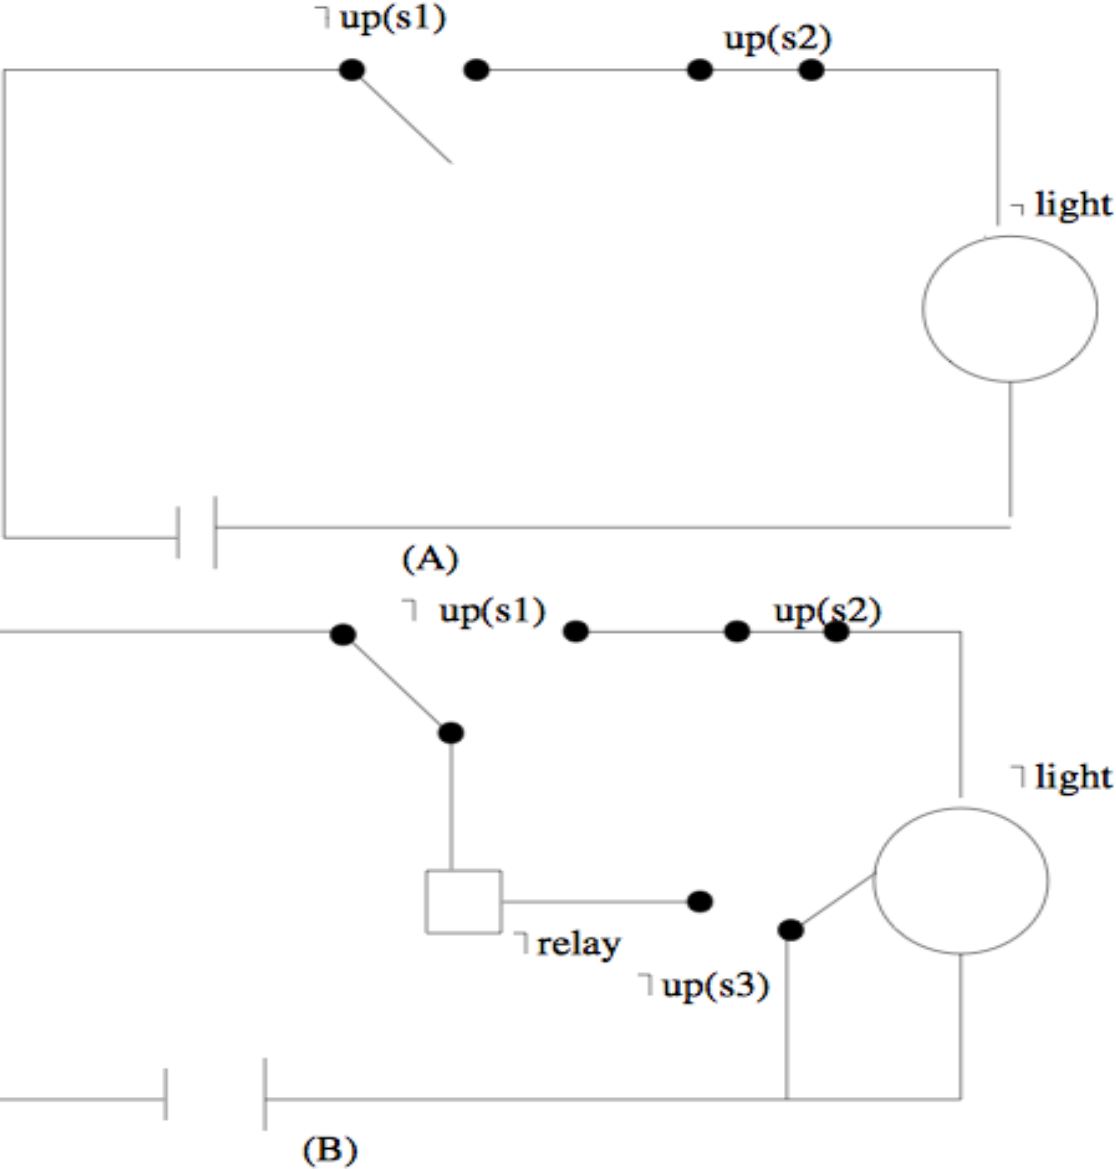 ¬ up(s1)
up(s2)
¬ light
(A)
¬ up(s1)
up(s2)
¬ light
¬ relay
¬ up(s3)
(B)